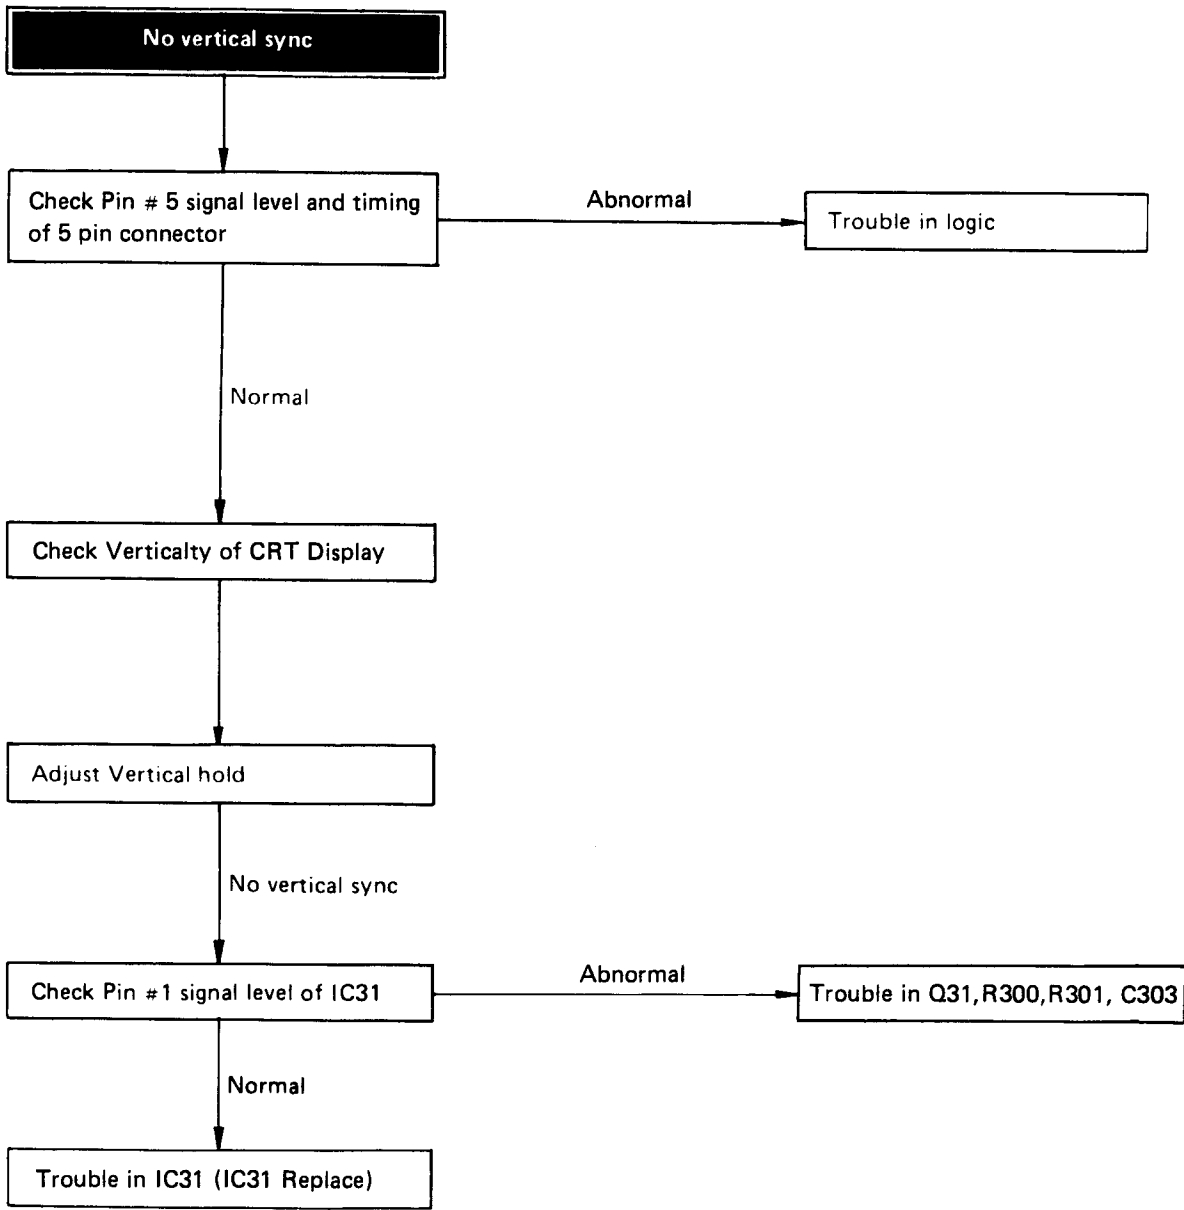 No vertical sync
Check Pin # 5 signal level and timing
of 5 pin connector
Abnormal
Trouble in logic
Normal
Check Verticalty of CRT Display
Adjust Vertical hold
No vertical sync
Check Pin #1 signal level of IC31
Abnormal
Trouble in Q31,R300,R301, C303
Normal
Trouble in IC31 (IC31 Replace)